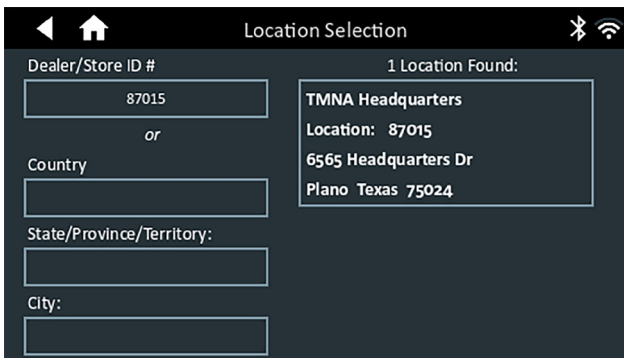 Location Selection
Dealer/Store ID #
87015
or
Country
State/Province/Territory:
City:
1 Location Found:
TMNA Headquarters
Location: 87015
6565 Headquarters Dr
Plano Texas 75024